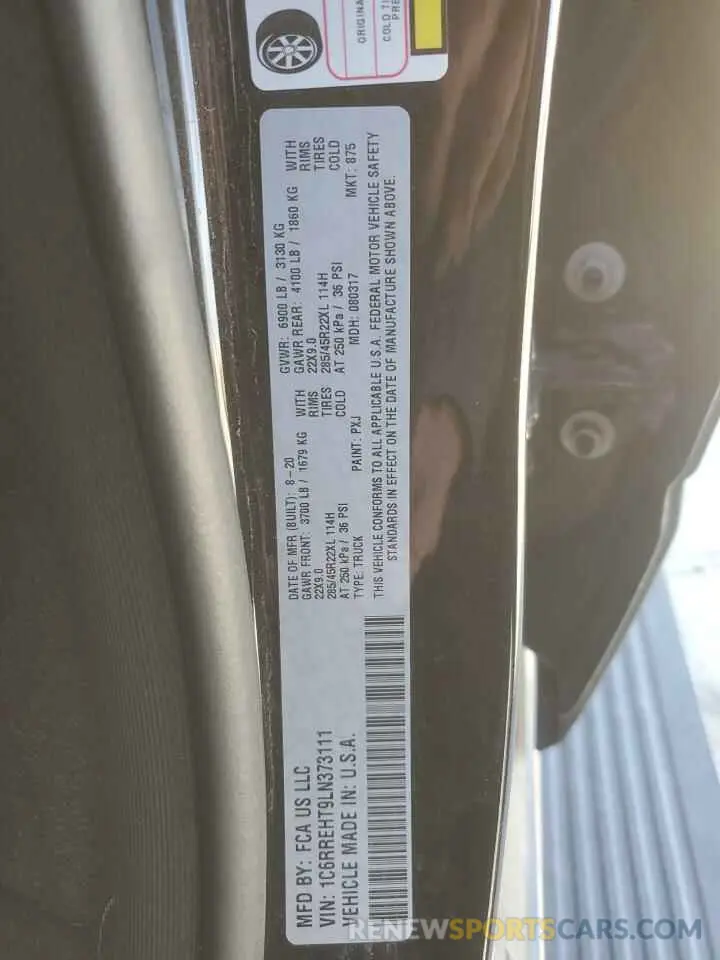 ORIGINA
COLD TI
PRE
MFD BY: FCA US LLC
VIN: 1C6RREHT9LN373111
VEHICLE MADE IN: U.S.A.
DATE OF MFR (BUILT): 8-20 GVWR: 6900 LB / 3130 KG
GAWR FRONT: 3700 LB / 1679 KG WITH GAWR REAR: 4100 LB / 1860 KG WITH
22X9.0 RIMS 22X9.0 RIMS
285/45R22XL 114H TIRES 285/45R22XL 114H TIRES
AT 250 kPa / 36 PSI COLD AT 250 kPa / 36 PSI COLD
TYPE: TRUCK PAINT: PXJ MDH: 080317 MKT: 875
THIS VEHICLE CONFORMS TO ALL APPLICABLE U.S.A. FEDERAL MOTOR VEHICLE SAFETY
STANDARDS IN EFFECT ON THE DATE OF MANUFACTURE SHOWN ABOVE.
RENEWSPORTSCARS.COM